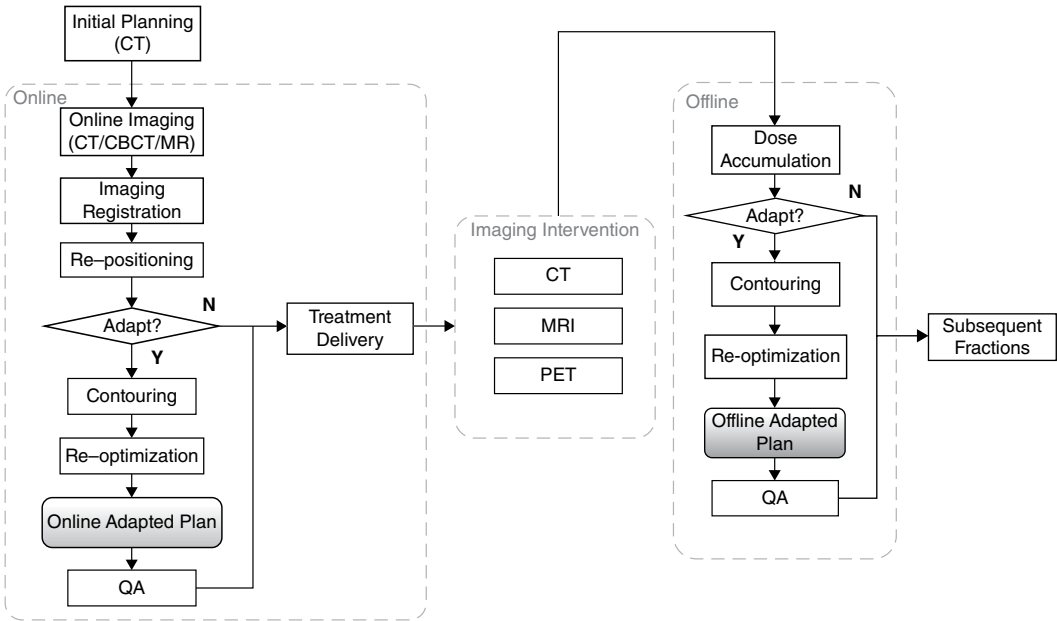 Initial Planning
(CT)
Online
Online Imaging
(CT/CBCT/MR)
Imaging
Registration
Re–positioning
Adapt?
N
Y
Contouring
Re–optimization
Online Adapted Plan
QA
Treatment
Delivery
Imaging Intervention
CT
MRI
PET
Offline
Dose
Accumulation
Adapt?
N
Y
Contouring
Re-optimization
Offline Adapted
Plan
QA
Subsequent
Fractions